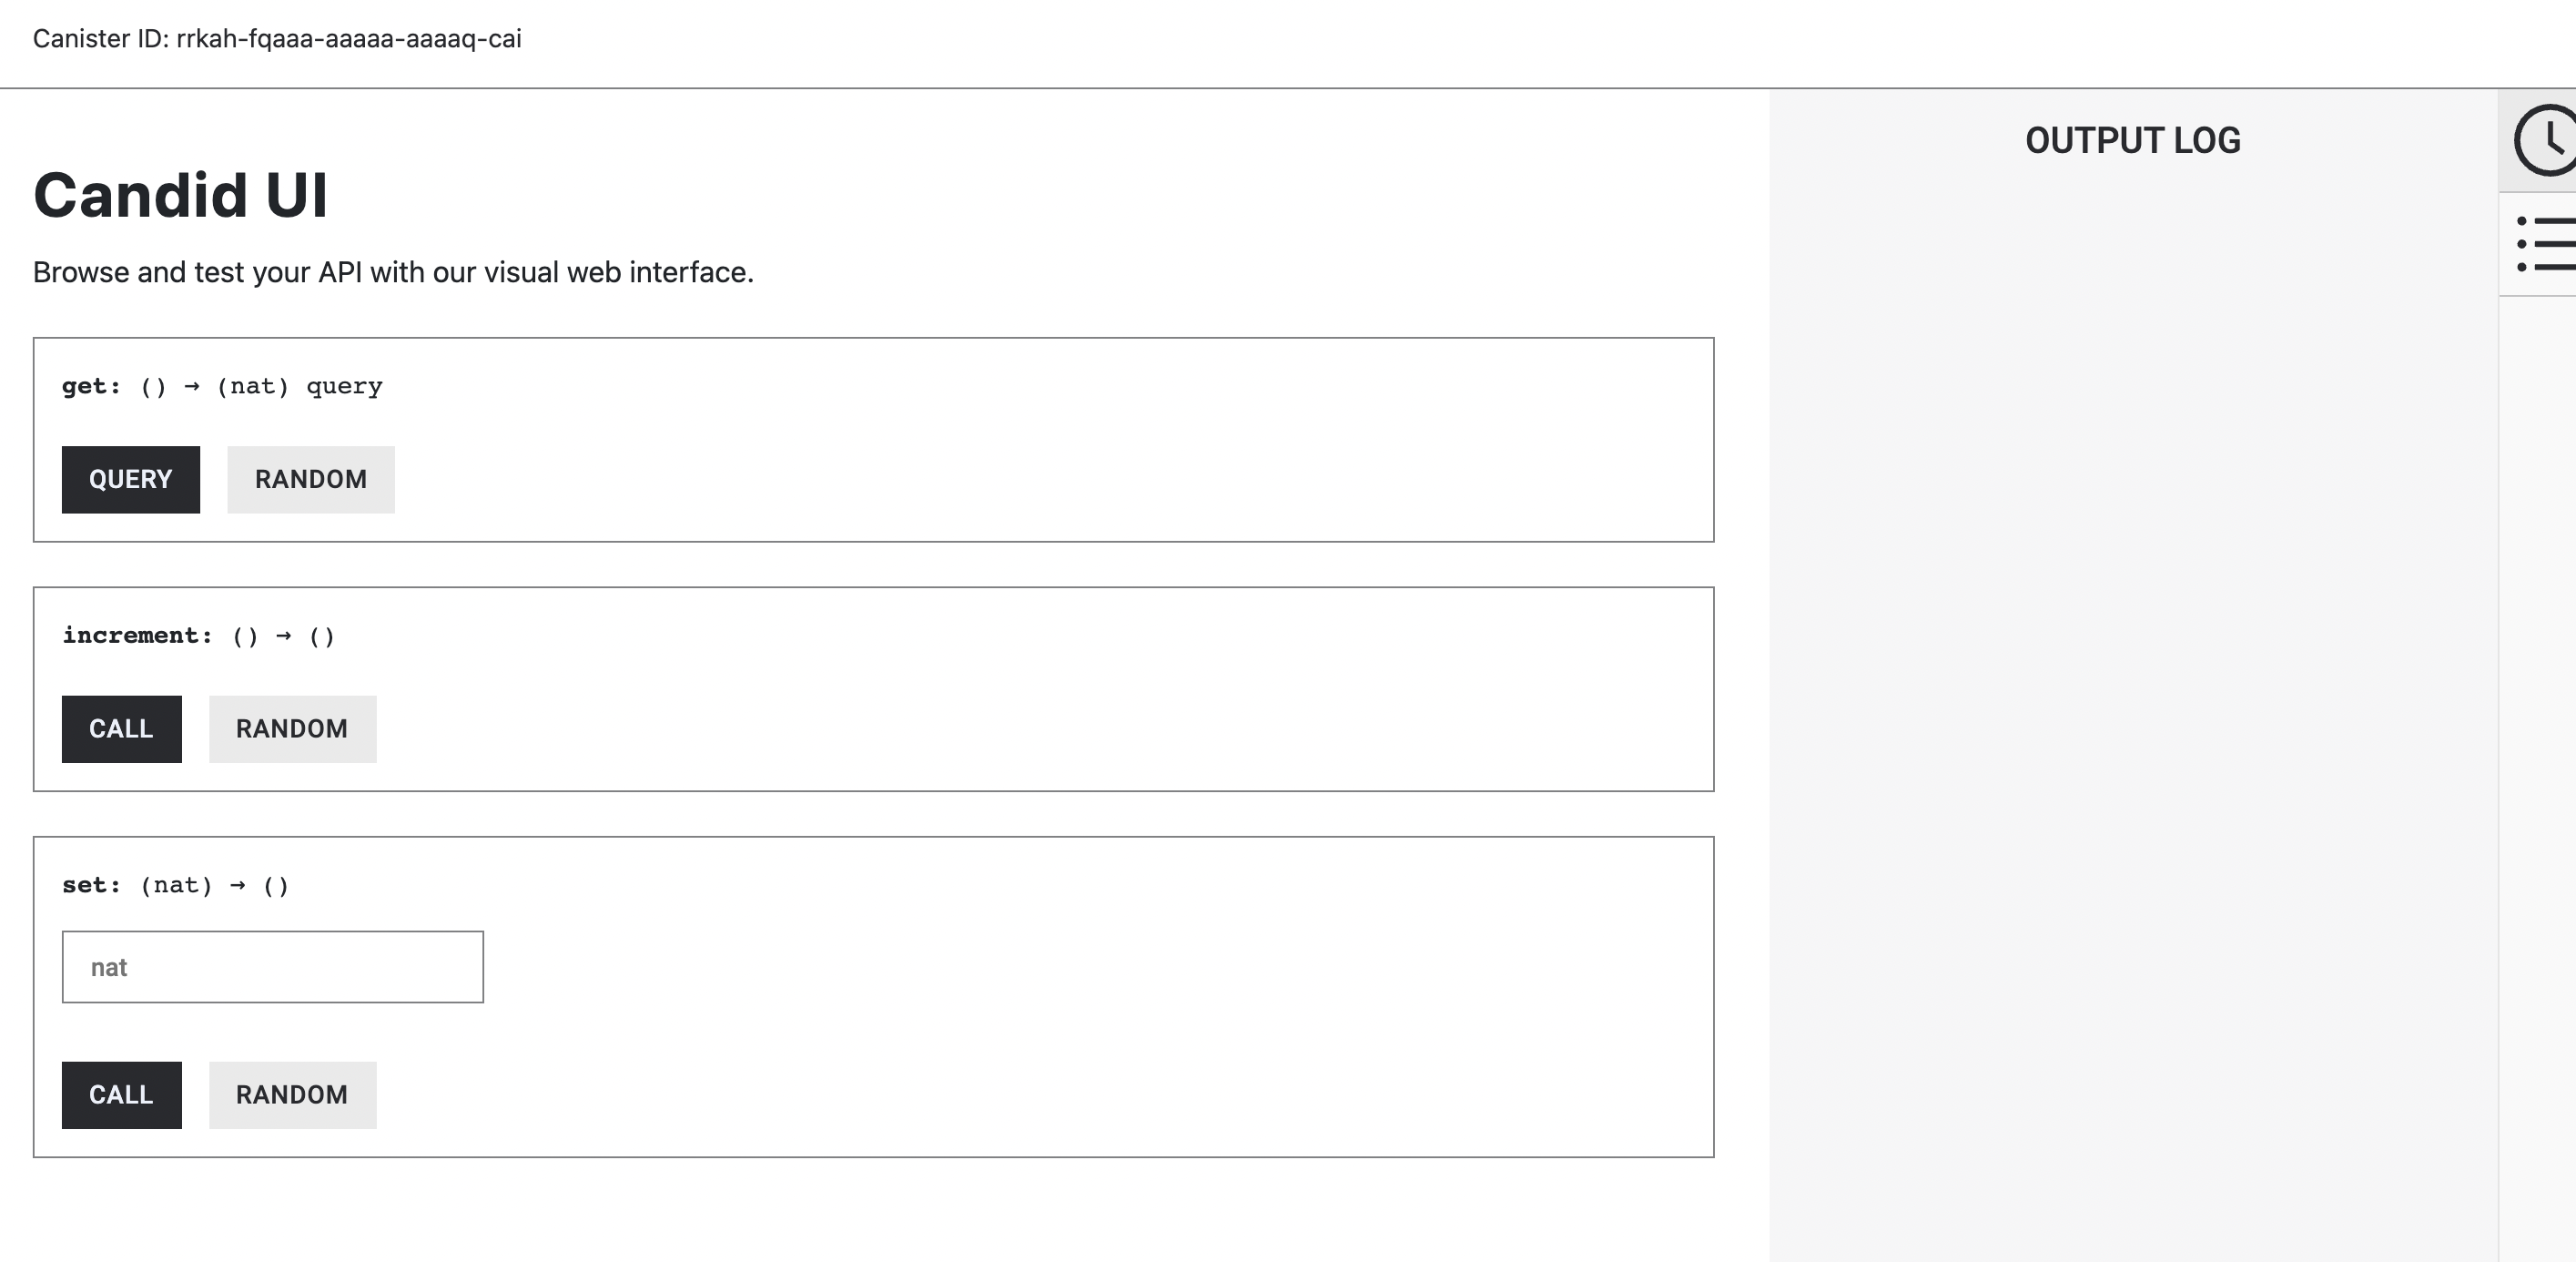 Canister ID: rrkah-fqaaa-aaaaa-aaaaq-cai
OUTPUT LOG
Candid UI
Browse and test your API with our visual web interface.
get: () → (nat) query
QUERY RANDOM
increment: () → ()
CALL RANDOM
set: (nat) → ()
nat
CALL RANDOM